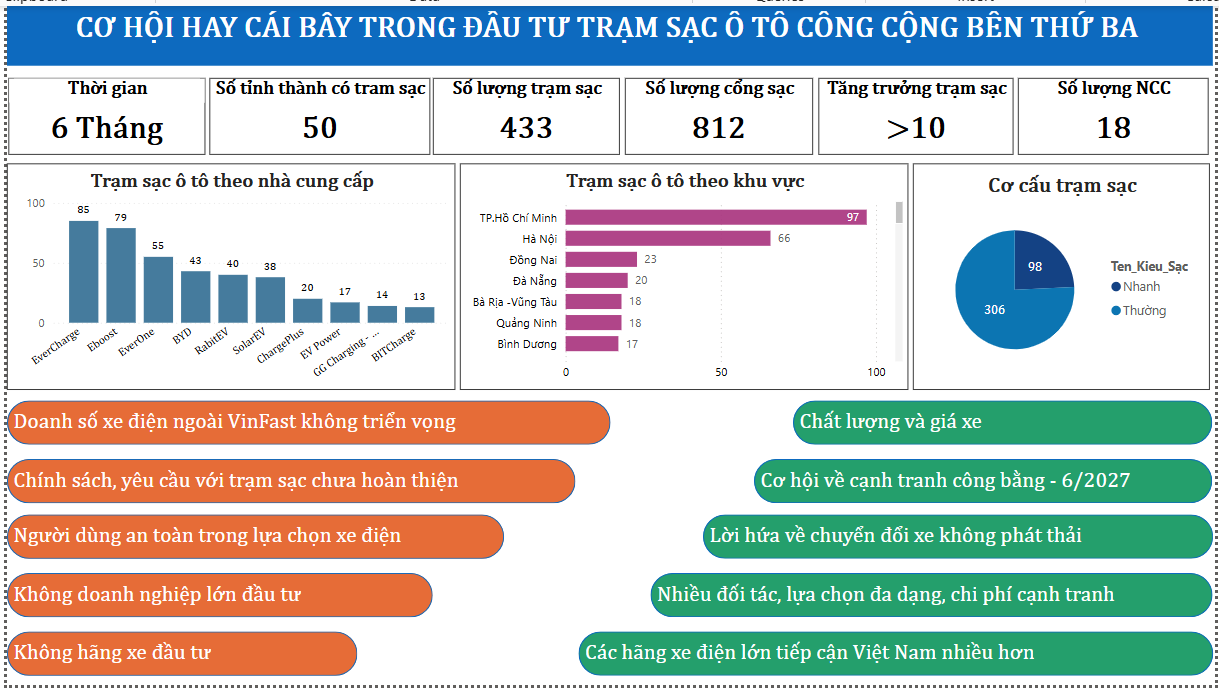 CƠ HỘI HAY CÁI BẪY TRONG ĐẦU TƯ TRẠM SẠC Ô TÔ CÔNG CỘNG BÊN THỨ BA
Thời gian
6 Tháng
Số tỉnh thành có tram sạc
50
Số lượng trạm sạc
433
Số lượng cổng sạc
812
Tăng trưởng trạm sạc
>10
Số lượng NCC
18
Trạm sạc ô tô theo nhà cung cấp
100
50
0
85
79
55
43
40
38
20
17
14
13
EverCharge
Eboost
EverOne
BYD
RabitEV
SolarEV
ChargePlus
EV Power
GG Charging - ...
BITCharge
Trạm sạc ô tô theo khu vực
TP.Hồ Chí Minh 97
Hà Nội 66
Đồng Nai 23
Đà Nẵng 20
Bà Rịa -Vũng Tàu 18
Quảng Ninh 18
Bình Dương 17
0 50 100
Cơ cấu trạm sạc
98
306
Ten_Kieu_Sạc
Nhanh
Thường
Doanh số xe điện ngoài VinFast không triển vọng
Chính sách, yêu cầu với trạm sạc chưa hoàn thiện
Người dùng an toàn trong lựa chọn xe điện
Không doanh nghiệp lớn đầu tư
Không hãng xe đầu tư
Chất lượng và giá xe
Cơ hội về cạnh tranh công bằng - 6/2027
Lời hứa về chuyển đổi xe không phát thải
Nhiều đối tác, lựa chọn đa dạng, chi phí cạnh tranh
Các hãng xe điện lớn tiếp cận Việt Nam nhiều hơn